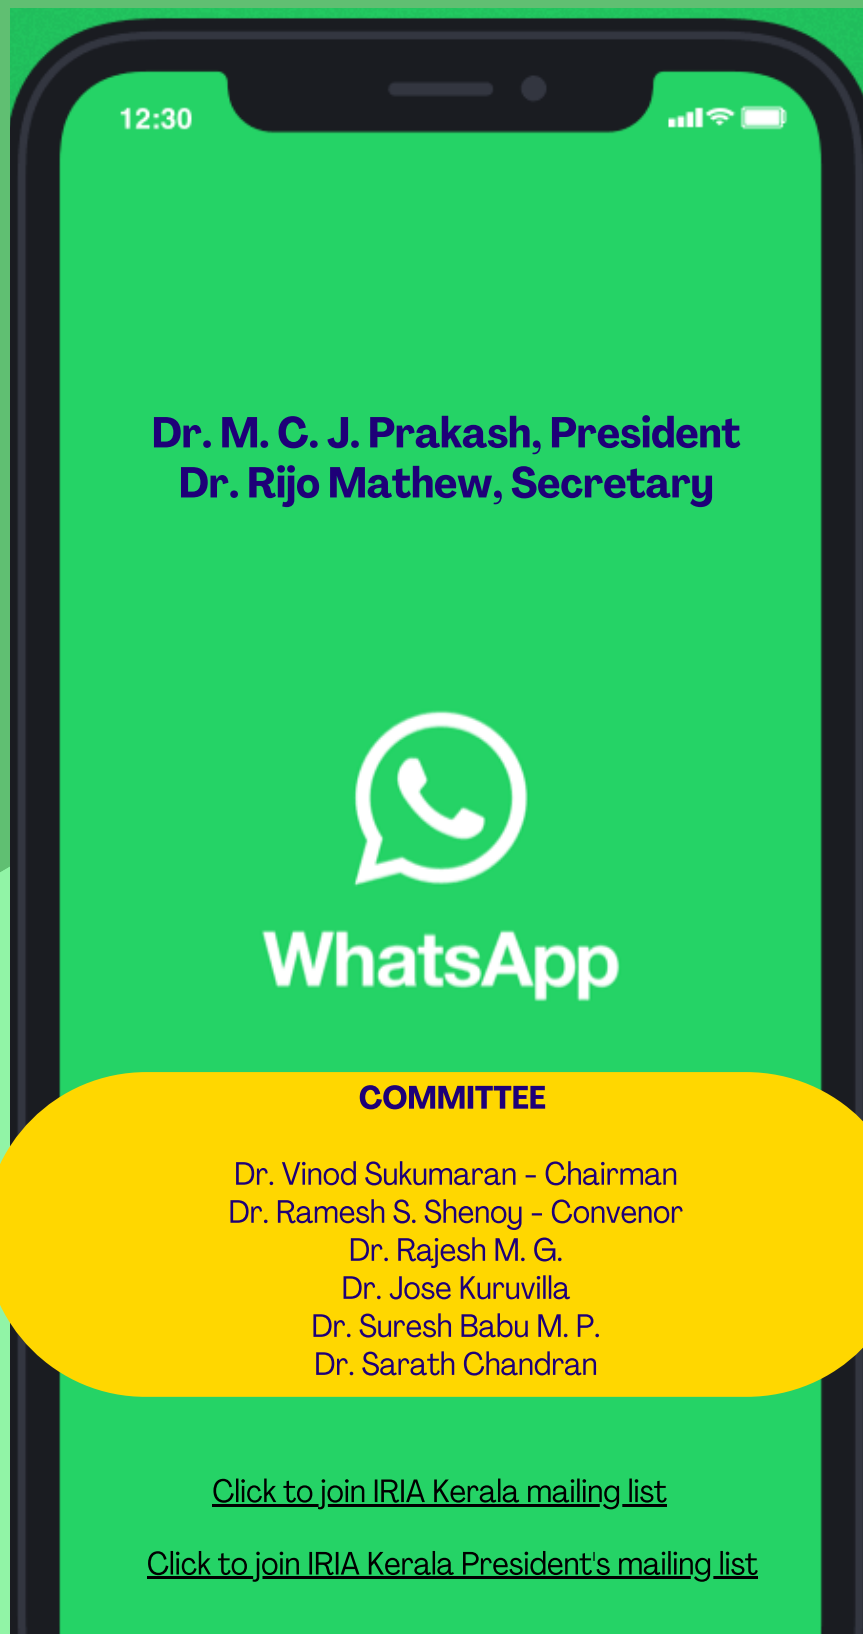 12:30
Dr. M. C. J. Prakash, President
Dr. Rijo Mathew, Secretary
WhatsApp
COMMITTEE
Dr. Vinod Sukumaran - Chairman
Dr. Ramesh S. Shenoy - Convenor
Dr. Rajesh M. G.
Dr. Jose Kuruvilla
Dr. Suresh Babu M. P.
Dr. Sarath Chandran
Click to join IRIA Kerala mailing list
Click to join IRIA Kerala President's mailing list